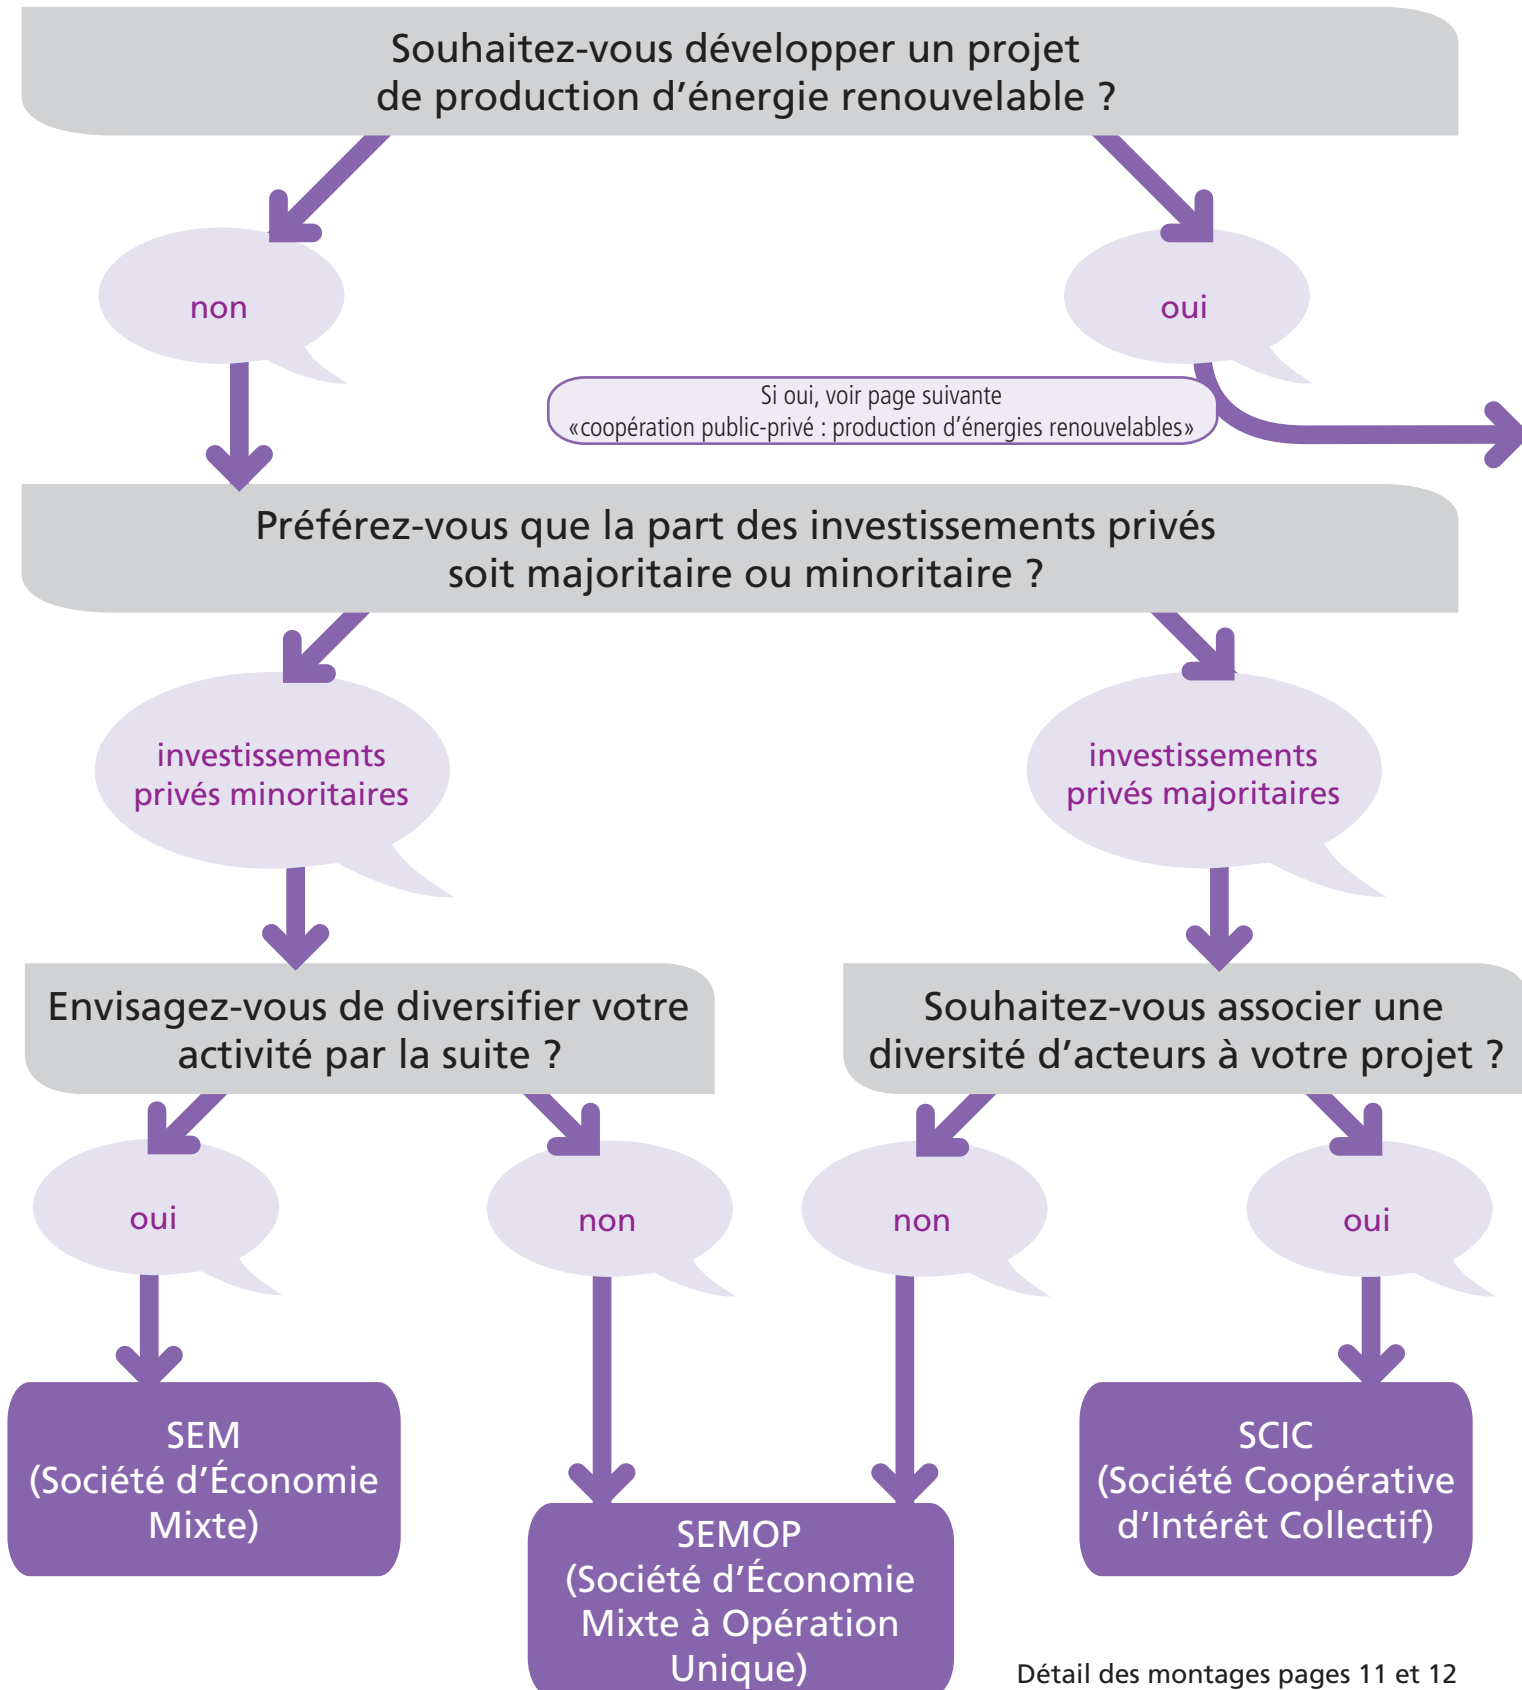 Souhaitez-vous développer un projet
de production d’énergie renouvelable ?
non
oui
Si oui, voir page suivante
«coopération public-privé : production d’énergies renouvelables»
Préférez-vous que la part des investissements privés
soit majoritaire ou minoritaire ?
investissements
privés minoritaires
investissements
privés majoritaires
Envisagez-vous de diversifier votre
activité par la suite ?
Souhaitez-vous associer une
diversité d’acteurs à votre projet ?
oui
non
non
oui
SEM
(Société d’Économie
Mixte)
SEMOP
(Société d’Économie
Mixte à Opération
Unique)
SCIC
(Société Coopérative
d’Intérêt Collectif)
Détail des montages pages 11 et 12